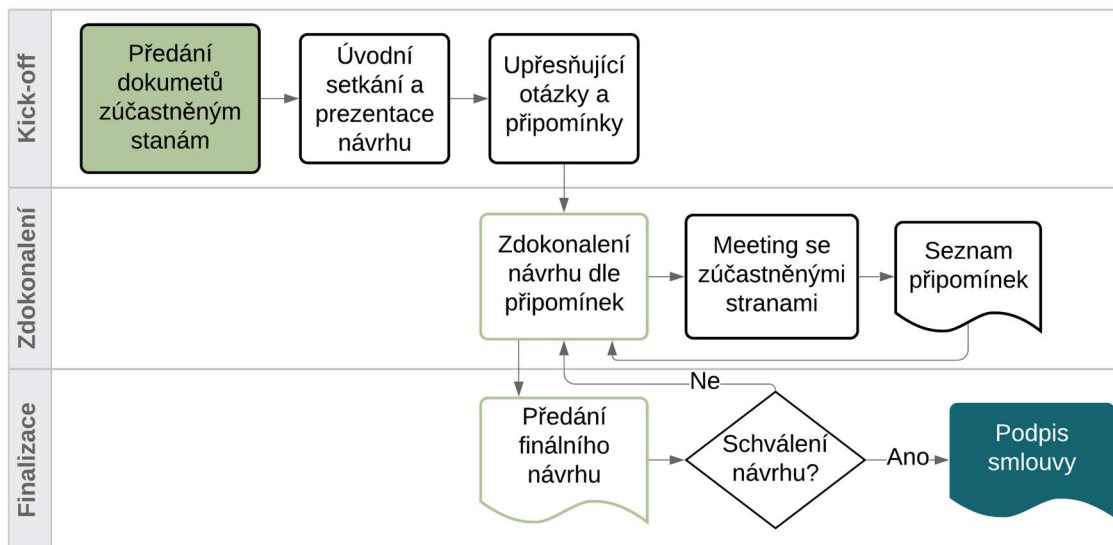 Kick-off
Předání
dokumetů
zúčastněným
stanám
Úvodní
setkání a
prezentace
návrhu
Upřesňující
otázky a
připomínky
Zdokonalení
Zdokonalení
návrhu dle
připomínek
Meeting se
zúčastněnými
stranami
Seznam
připomínek
Finalizace
Předání
finálního
návrhu
Ne
Schválení
návrhu?
Ano
Podpis
smlouvy